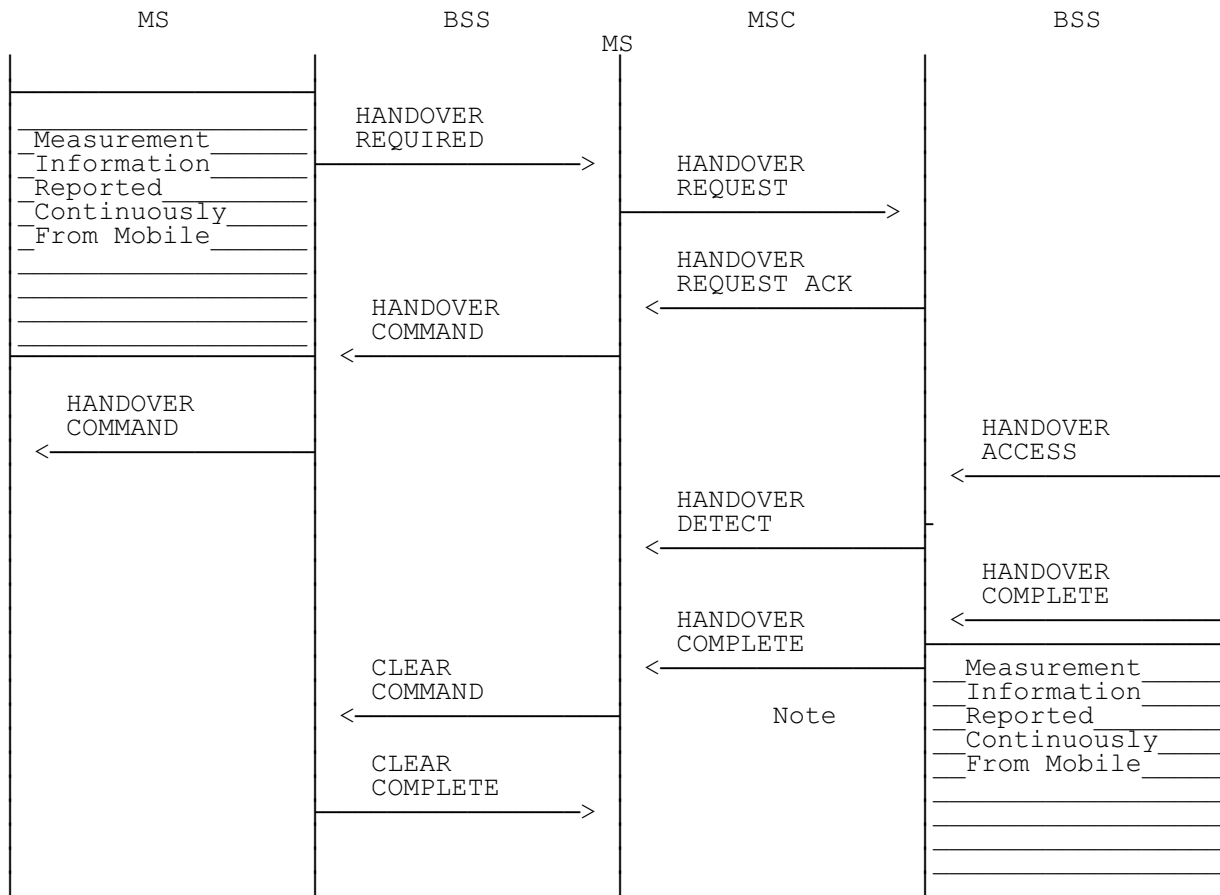 MS BSS MSC BSS
MS
HANDOVER
REQUIRED
Measurement
Information
Reported
Continuously
From Mobile
HANDOVER
REQUEST
HANDOVER
REQUEST ACK
HANDOVER
COMMAND
HANDOVER
COMMAND
HANDOVER
ACCESS
HANDOVER
DETECT
HANDOVER
COMPLETE
HANDOVER
COMPLETE
CLEAR
COMMAND
Measurement
Information
Reported
Continuously
From Mobile
Note
CLEAR
COMPLETE